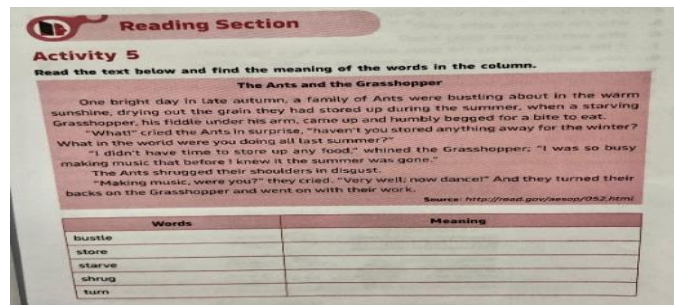 Reading Section
Activity 5
Read the text below and find the meaning of the words in the column.
The Ants and the Grasshopper
One bright day in late autumn, a family of Ants were bustling about in the warm
sunshine, drying out the grain they had stored up during the summer, when a starving
Grasshopper, his fiddle under his arm, came up and humbly begged for a bite to eat.
"What!" cried the Ants in surprise, "haven't you stored anything away for the winter?
What in the world were you doing all last summer?"
"I didn't have time to store up any food," whined the Grasshopper; "I was so busy
making music that before I knew it the summer was gone."
The Ants shrugged their shoulders in disgust.
"Making music, were you?" they cried. "Very well; now dance!" And they turned their
backs on the Grasshopper and went on with their work.
Source: http://read.gov/aesop/052.html
Words Meaning
bustle
store
starve
shrug
turn